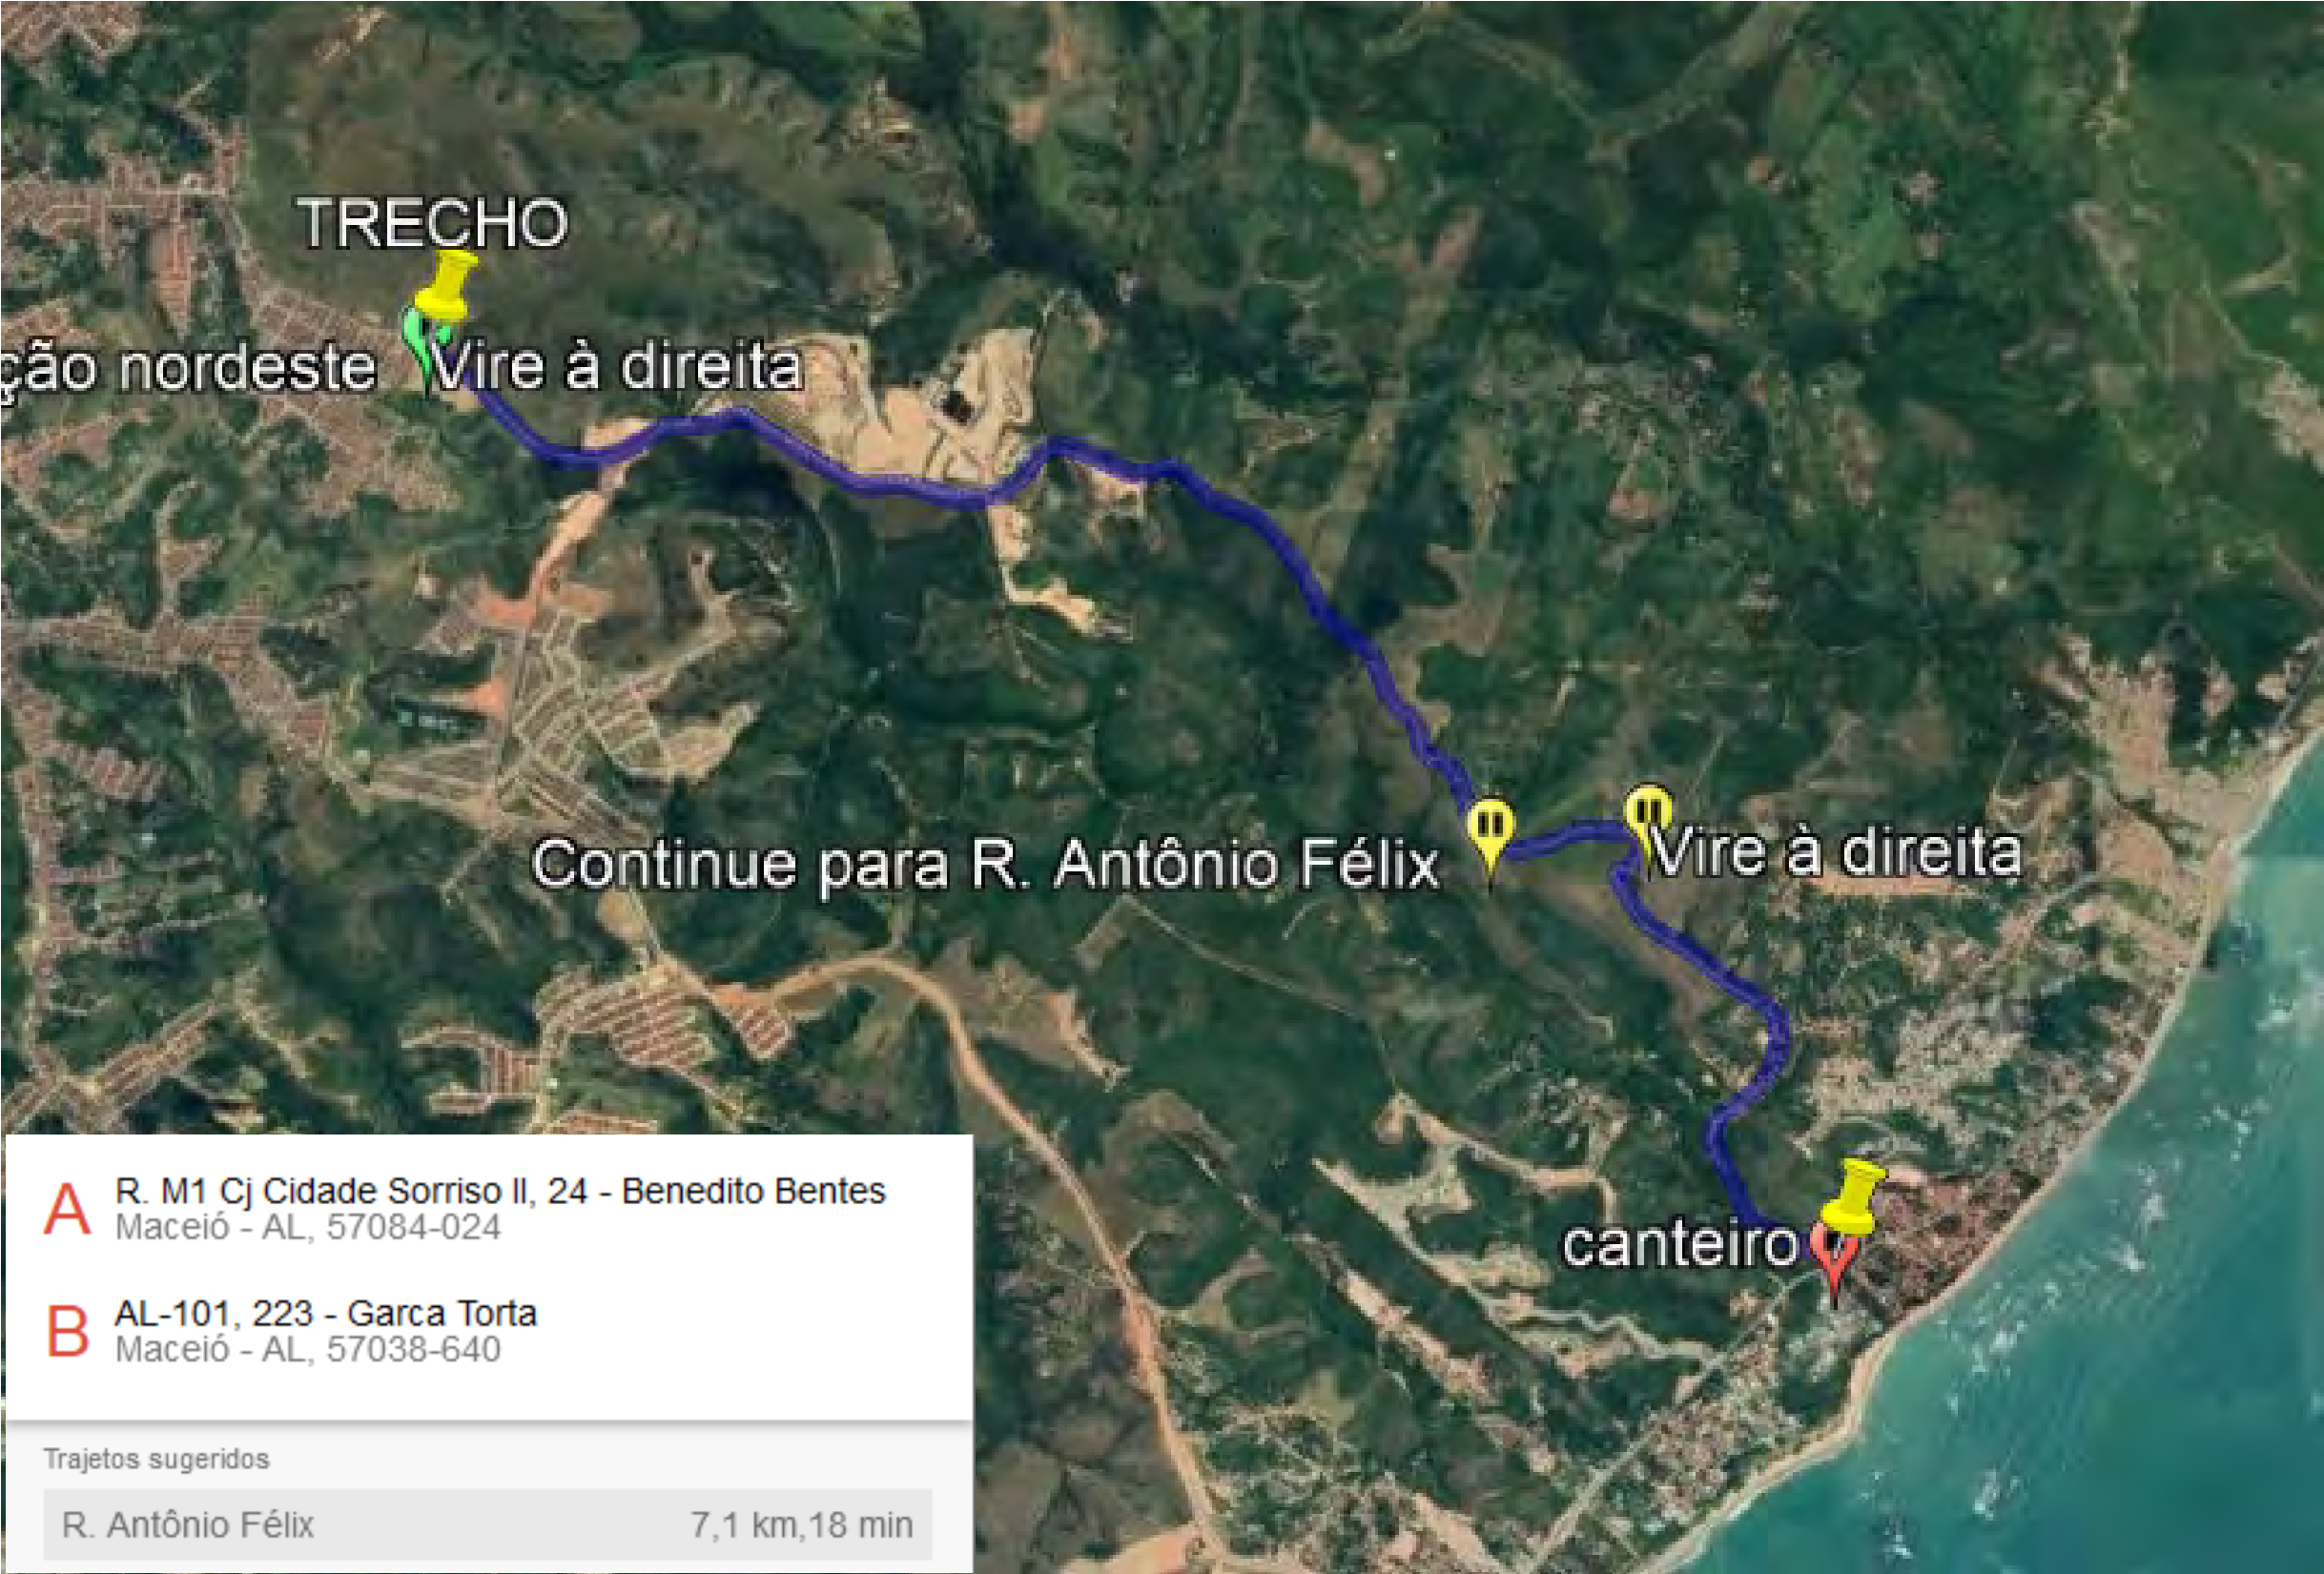 TRECHO
ção nordeste
Vire à direita
Continue para R. Antônio Félix
Vire à direita
canteiro
A
R. M1 Cj Cidade Sorriso II, 24 - Benedito Bentes
Maceió - AL, 57084-024
B
AL-101, 223 - Garca Torta
Maceió - AL, 57038-640
Trajetos sugeridos
R. Antônio Félix 7,1 km,18 min